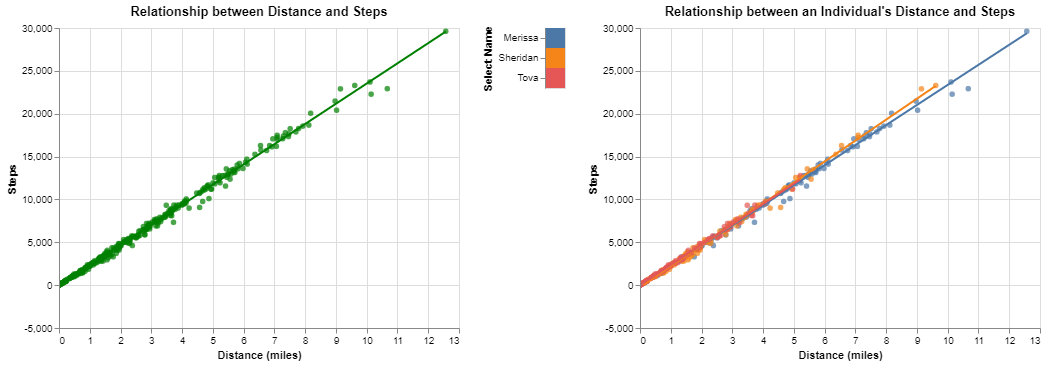 Relationship between Distance and Steps
30,000
25,000
20,000
15,000
10,000
5,000
0
-5,000
Steps
0 1 2 3 4 5 6 7 8 9 10 11 12 13
Distance (miles)
Select Name
Merissa
Sheridan
Tova
Relationship between an Individual's Distance and Steps
30,000
25,000
20,000
15,000
10,000
5,000
0
-5,000
Steps
0 1 2 3 4 5 6 7 8 9 10 11 12 13
Distance (miles)